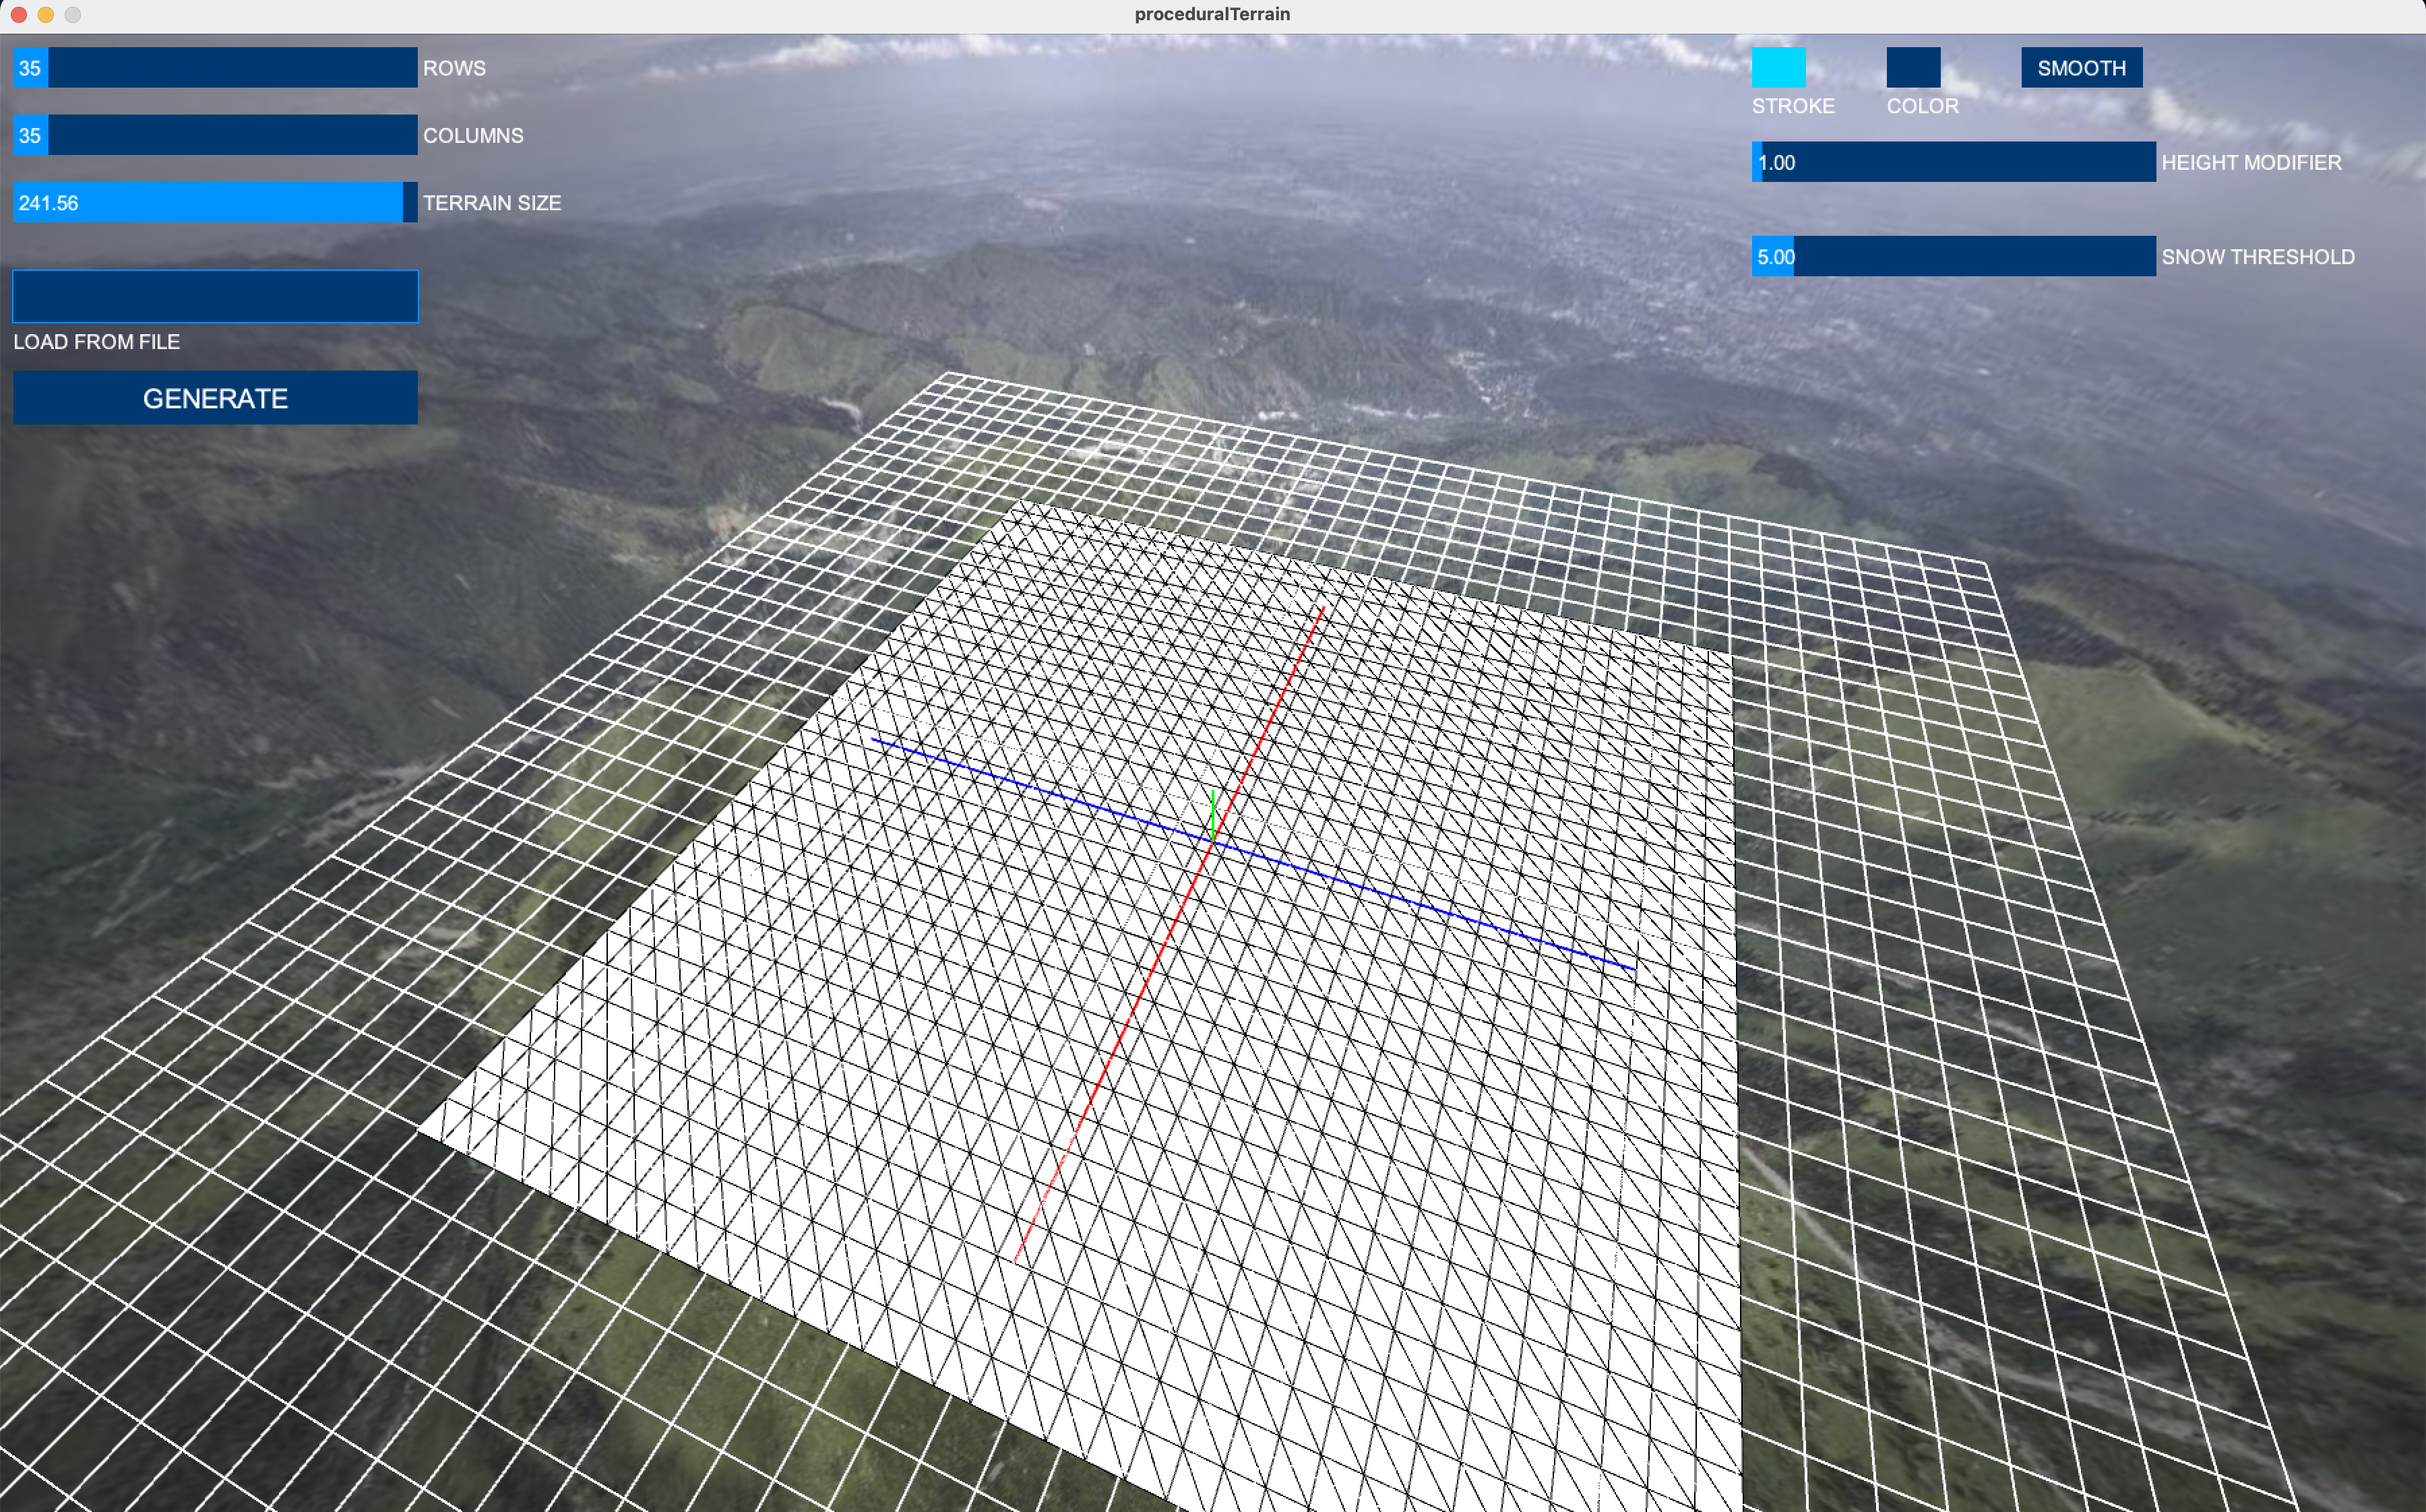 proceduralTerrain
35 ROWS
35 COLUMNS
241.56 TERRAIN SIZE
LOAD FROM FILE
GENERATE
SMOOTH
STROKE COLOR
1.00 HEIGHT MODIFIER
5.00 SNOW THRESHOLD